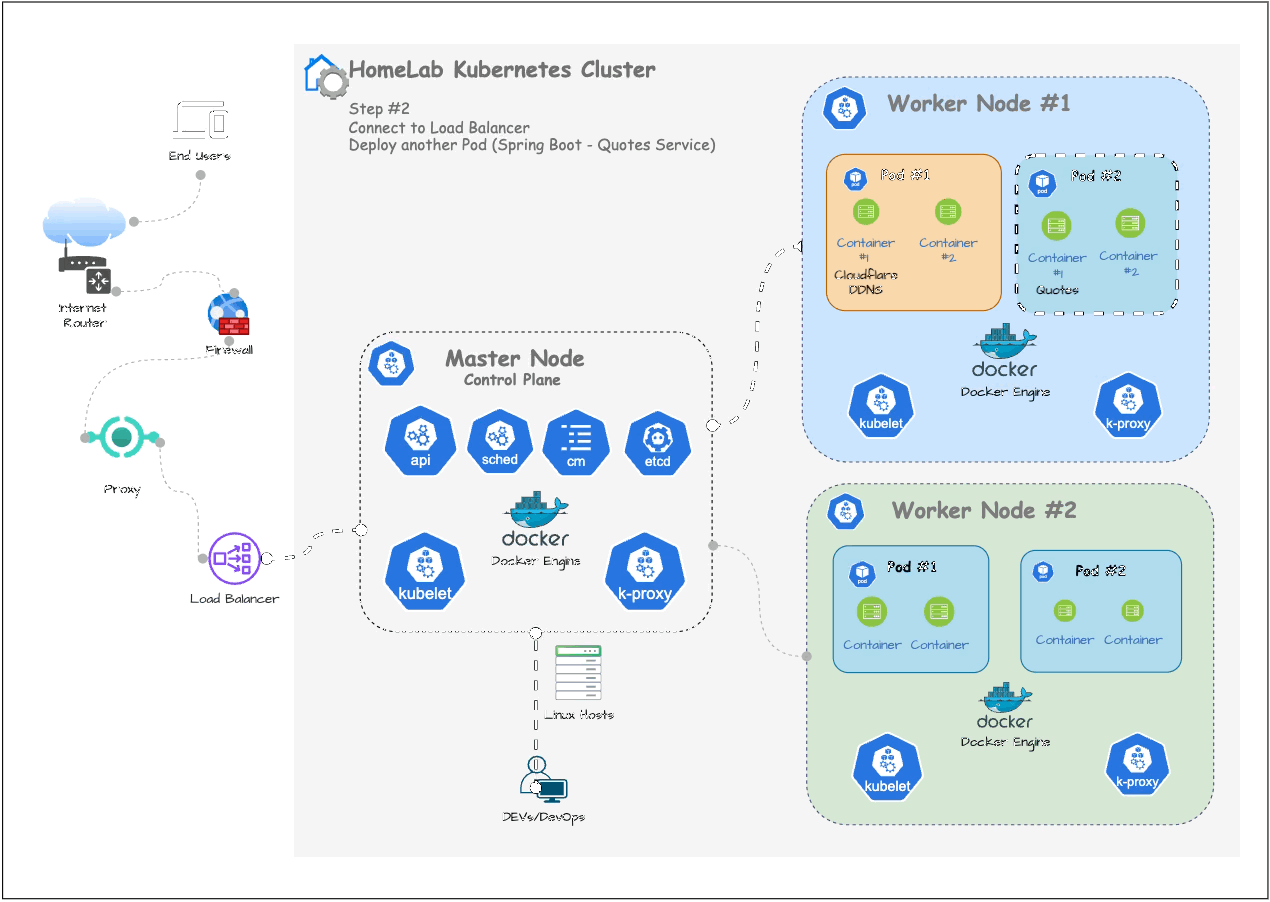 HomeLab Kubernetes Cluster
Step #2
Connect to Load Balancer
Deploy another Pod (Spring Boot - Quotes Service)
End Users
Internet
Router
Firewall
Proxy
Load Balancer
Master Node
Control Plane
api
sched
cm
etcd
docker
Docker Engine
kubelet
k-proxy
Linux Hosts
DEVs/DevOps
Worker Node #1
pod
Pod #1
Container
#1
Cloudflare
DDNS
Container
#2
pod
Pod #2
Container
#1
Quotes
Container
#2
docker
Docker Engine
kubelet
k-proxy
Worker Node #2
pod
Pod #1
Container
Container
pod
Pod #2
Container
Container
docker
Docker Engine
kubelet
k-proxy